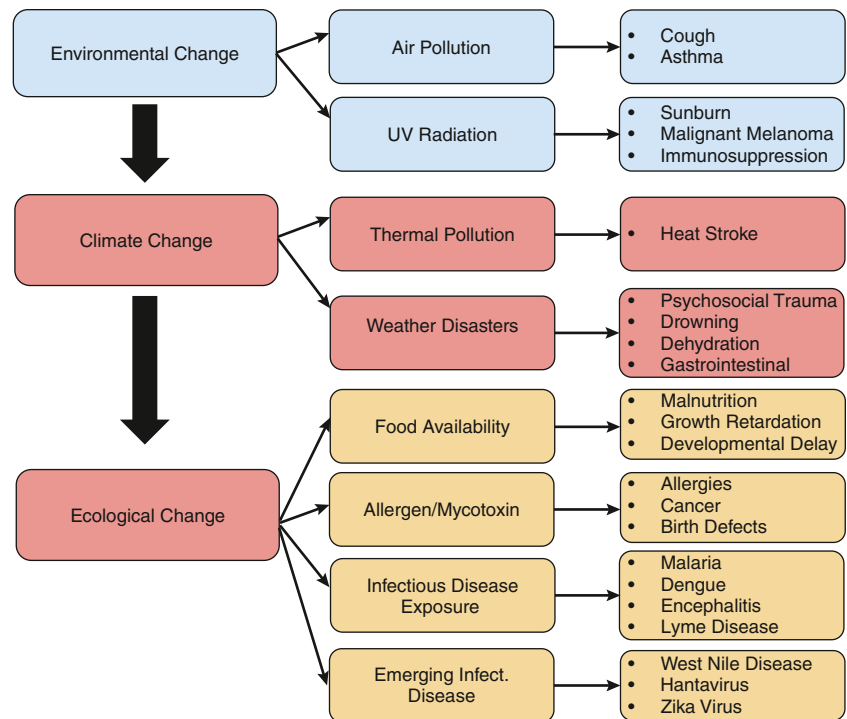 Environmental Change
Air Pollution
• Cough
• Asthma
UV Radiation
• Sunburn
• Malignant Melanoma
• Immunosuppression
Climate Change
Thermal Pollution
• Heat Stroke
Weather Disasters
• Psychosocial Trauma
• Drowning
• Dehydration
• Gastrointestinal
Ecological Change
Food Availability
• Malnutrition
• Growth Retardation
• Developmental Delay
Allergen/Mycotoxin
• Allergies
• Cancer
• Birth Defects
Infectious Disease
Exposure
• Malaria
• Dengue
• Encephalitis
• Lyme Disease
Emerging Infect.
Disease
• West Nile Disease
• Hantavirus
• Zika Virus